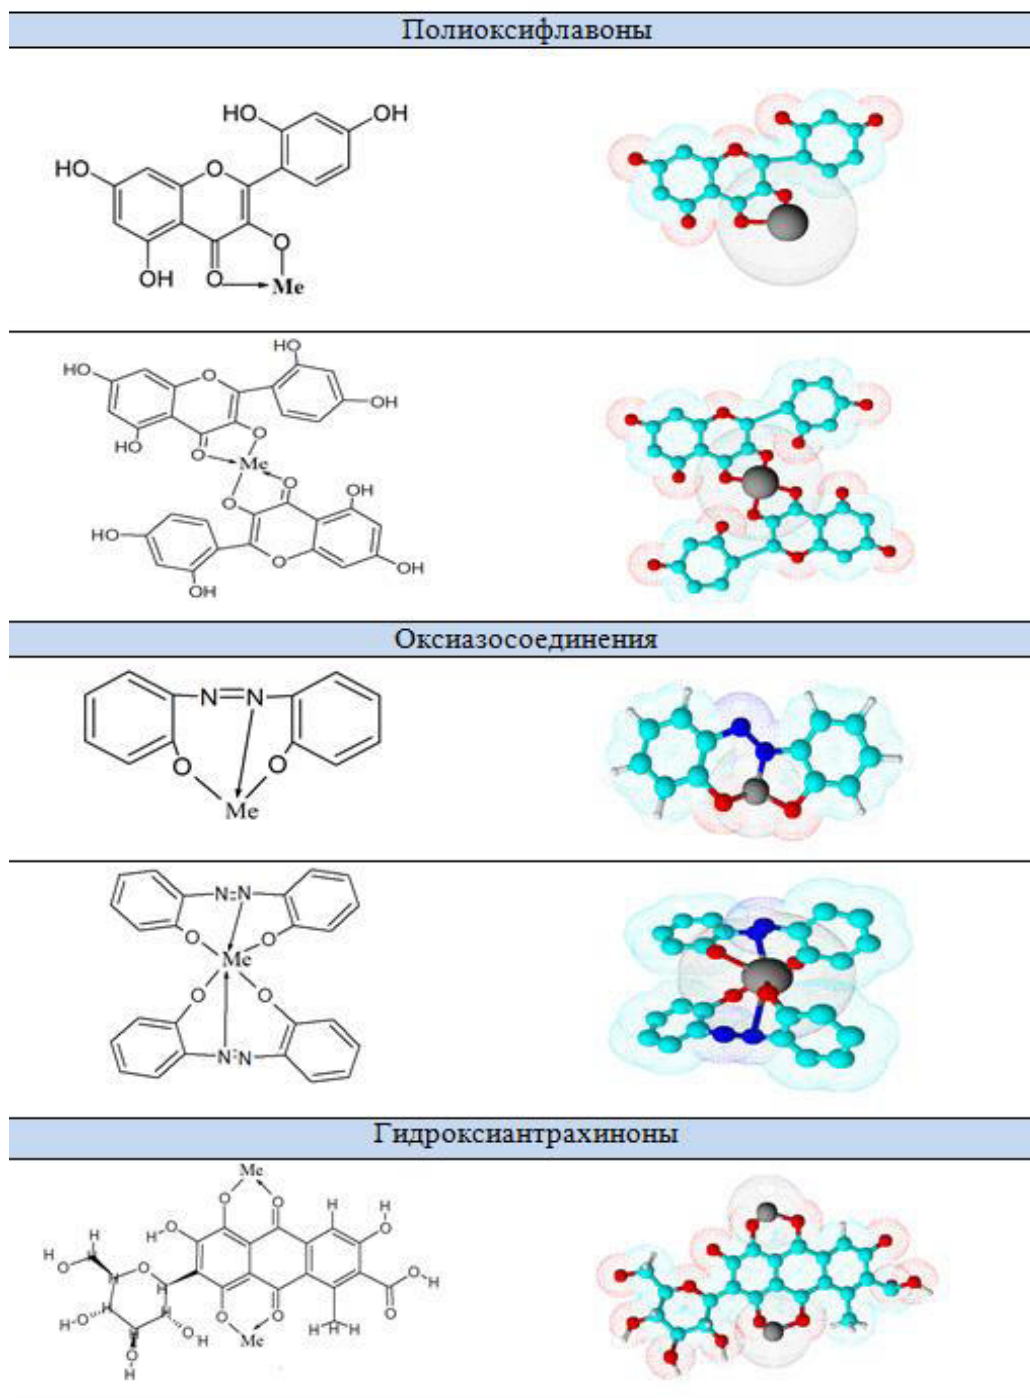 Полиоксифлавоны
HO OH
HO O
O
OH O Me
HO
HO O
OH
HO O O
Me
O O OH
HO
O OH
OH
Оксиазосоединения
N=N
O O
Me
N=N
O O
Me
O O
N=N
Гидроксиантрахиноны
Me
H H
O O H O
H H O
H O H H O O H
H O H O O O
H O O H Me H H H
O
H